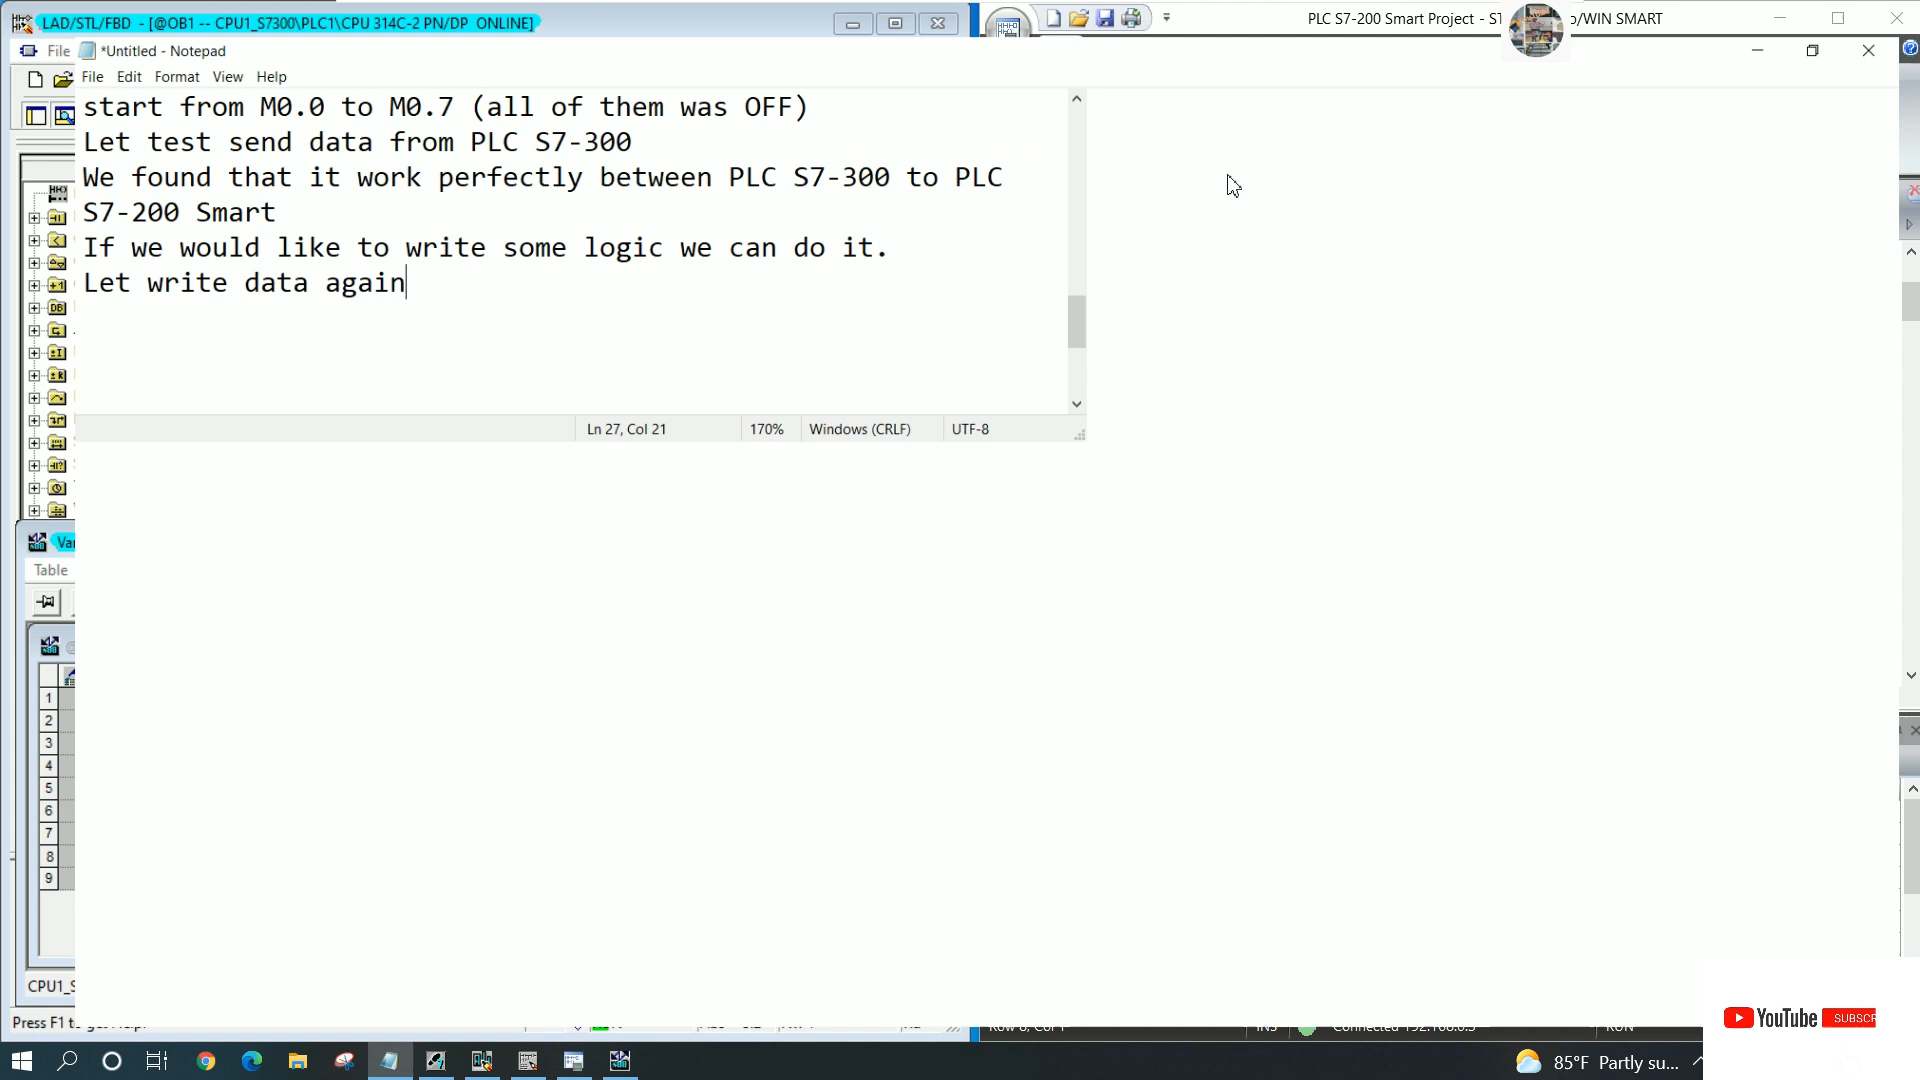 LAD/STL/FBD - [@OB1 -- CPU1_S7300\PLC1\CPU 314C-2 PN/DP ONLINE]
PLC S7-200 Smart Project - ST
o/WIN SMART
File
*Untitled - Notepad
File Edit Format View Help
start from M0.0 to M0.7 (all of them was OFF)
Let test send data from PLC S7-300
We found that it work perfectly between PLC S7-300 to PLC
S7-200 Smart
If we would like to write some logic we can do it.
Let write data again
Ln 27, Col 21
170%
Windows (CRLF)
UTF-8
Var
Table
1
2
3
4
5
6
7
8
9
CPU1_S
Press F1 t
YouTube
SUBSCR
85°F Partly su...